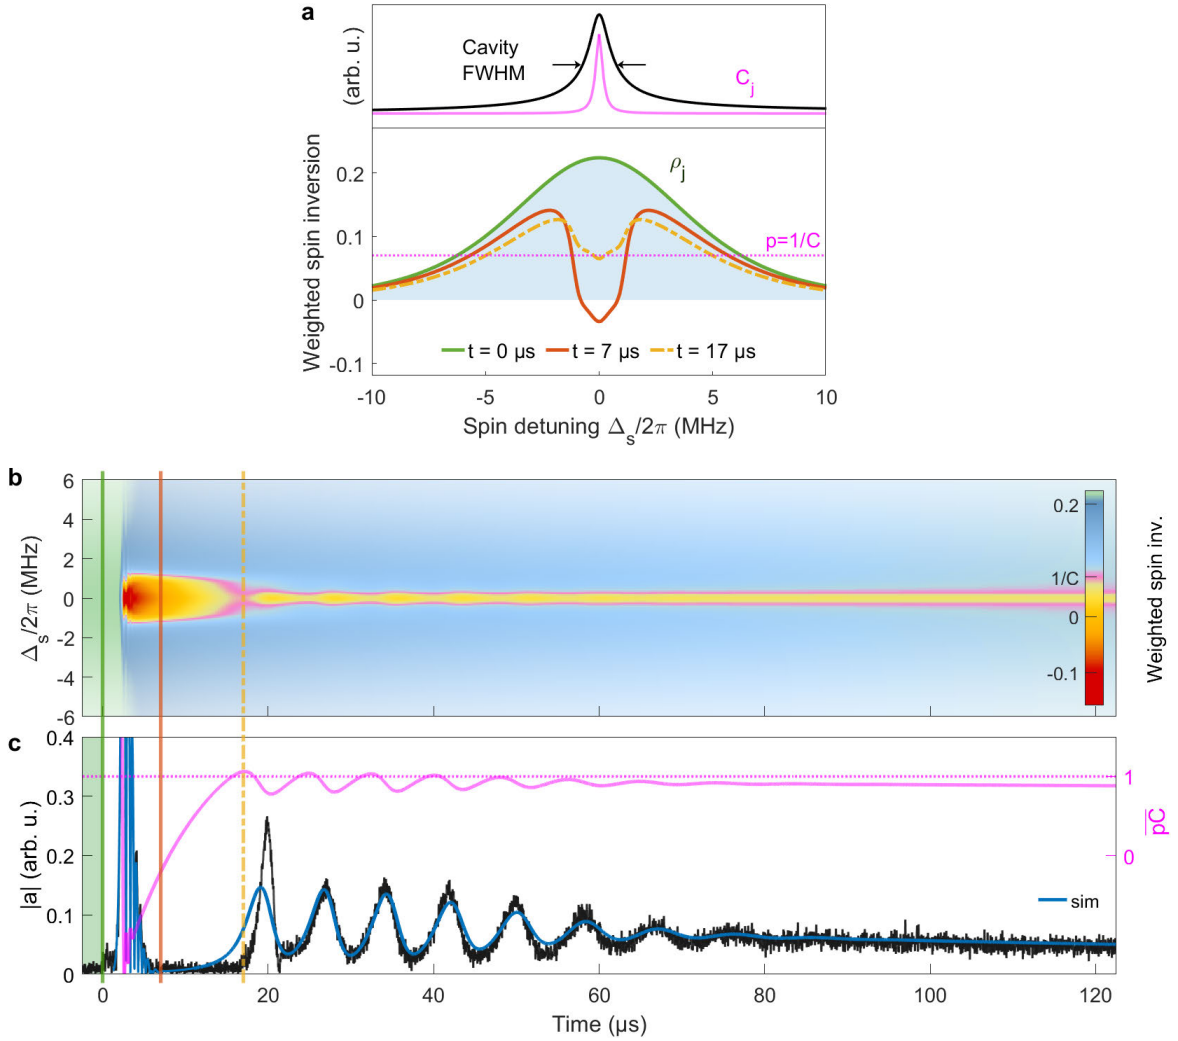 a
(arb. u.)
Cavity
FWHM
C_j
Weighted spin inversion
0.2
0.1
0
-0.1
ρ_j
p=1/C
t = 0 µs
t = 7 µs
t = 17 µs
-10
-5
0
5
10
Spin detuning Δ_s/2π (MHz)
b
Δ_s/2π (MHz)
6
4
2
0
-2
-4
-6
0.2
1/C
0
-0.1
Weighted spin inv.
c
|a| (arb. u.)
0.4
0.3
0.2
0.1
0
1
0
p̅C̅
sim
0
20
40
60
80
100
120
Time (µs)